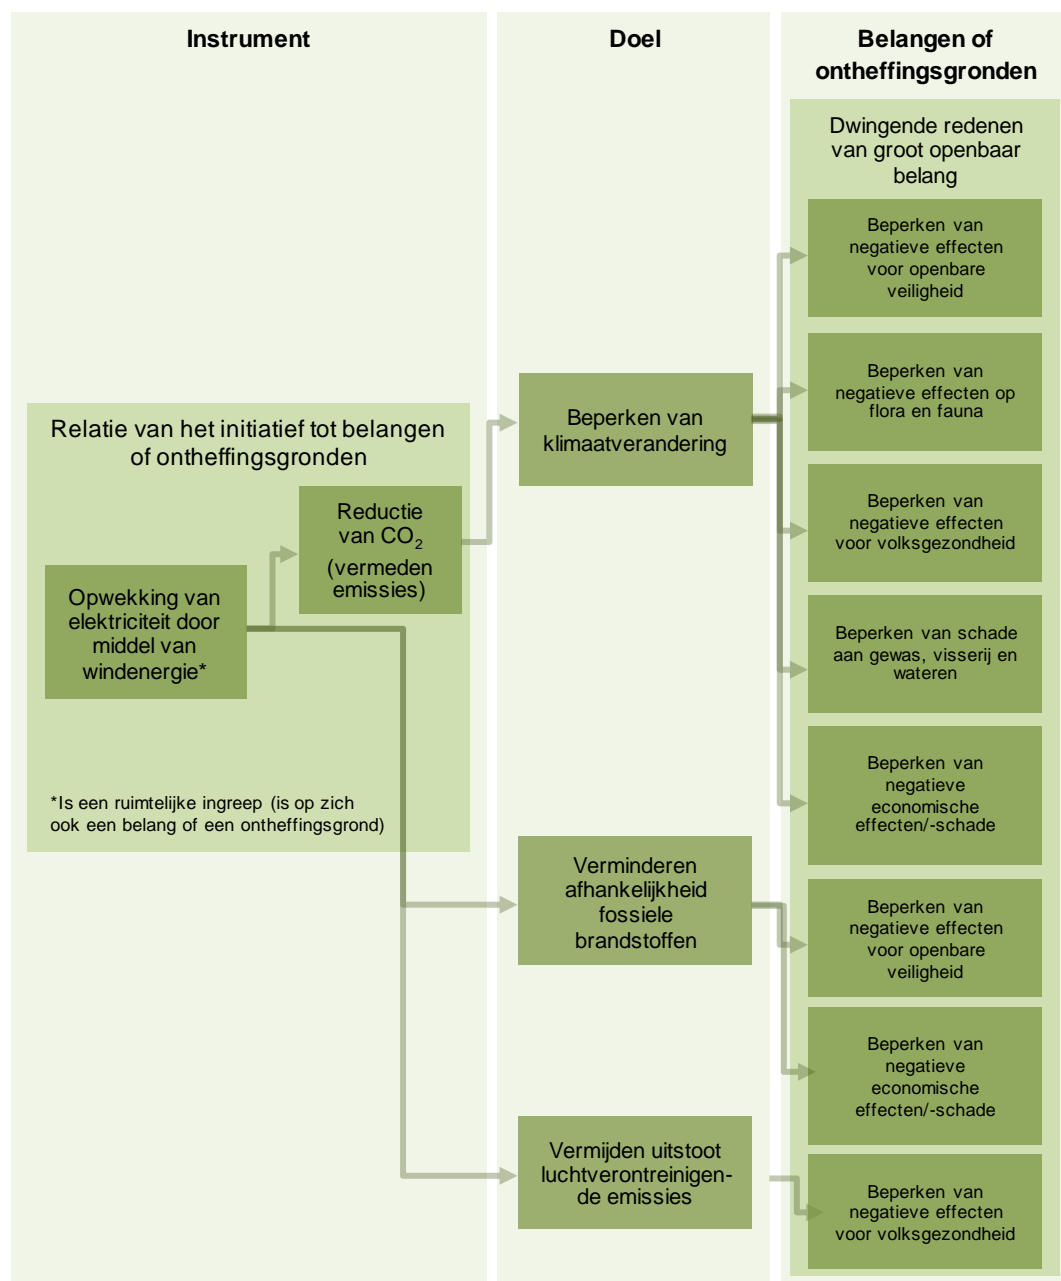 Instrument
Relatie van het initiatief tot belangen
of ontheffingsgronden
Opwekking van
elektriciteit door
middel van
windenergie*
Reductie
van CO₂
(vermeden
emissies)
*Is een ruimtelijke ingreep (is op zich
ook een belang of een ontheffingsgrond)
Doel
Beperken van
klimaatverandering
Verminderen
afhankelijkheid
fossiele
brandstoffen
Vermijden uitstoot
luchtverontreinigen-
de emissies
Belangen of
ontheffingsgronden
Dwingende redenen
van groot openbaar
belang
Beperken van
negatieve effecten
voor openbare
veiligheid
Beperken van
negatieve effecten op
flora en fauna
Beperken van
negatieve effecten
voor volksgezondheid
Beperken van schade
aan gewas, visserij en
wateren
Beperken van
negatieve
economische
effecten/-schade
Beperken van
negatieve effecten
voor openbare
veiligheid
Beperken van
negatieve
economische
effecten/-schade
Beperken van
negatieve effecten
voor volksgezondheid